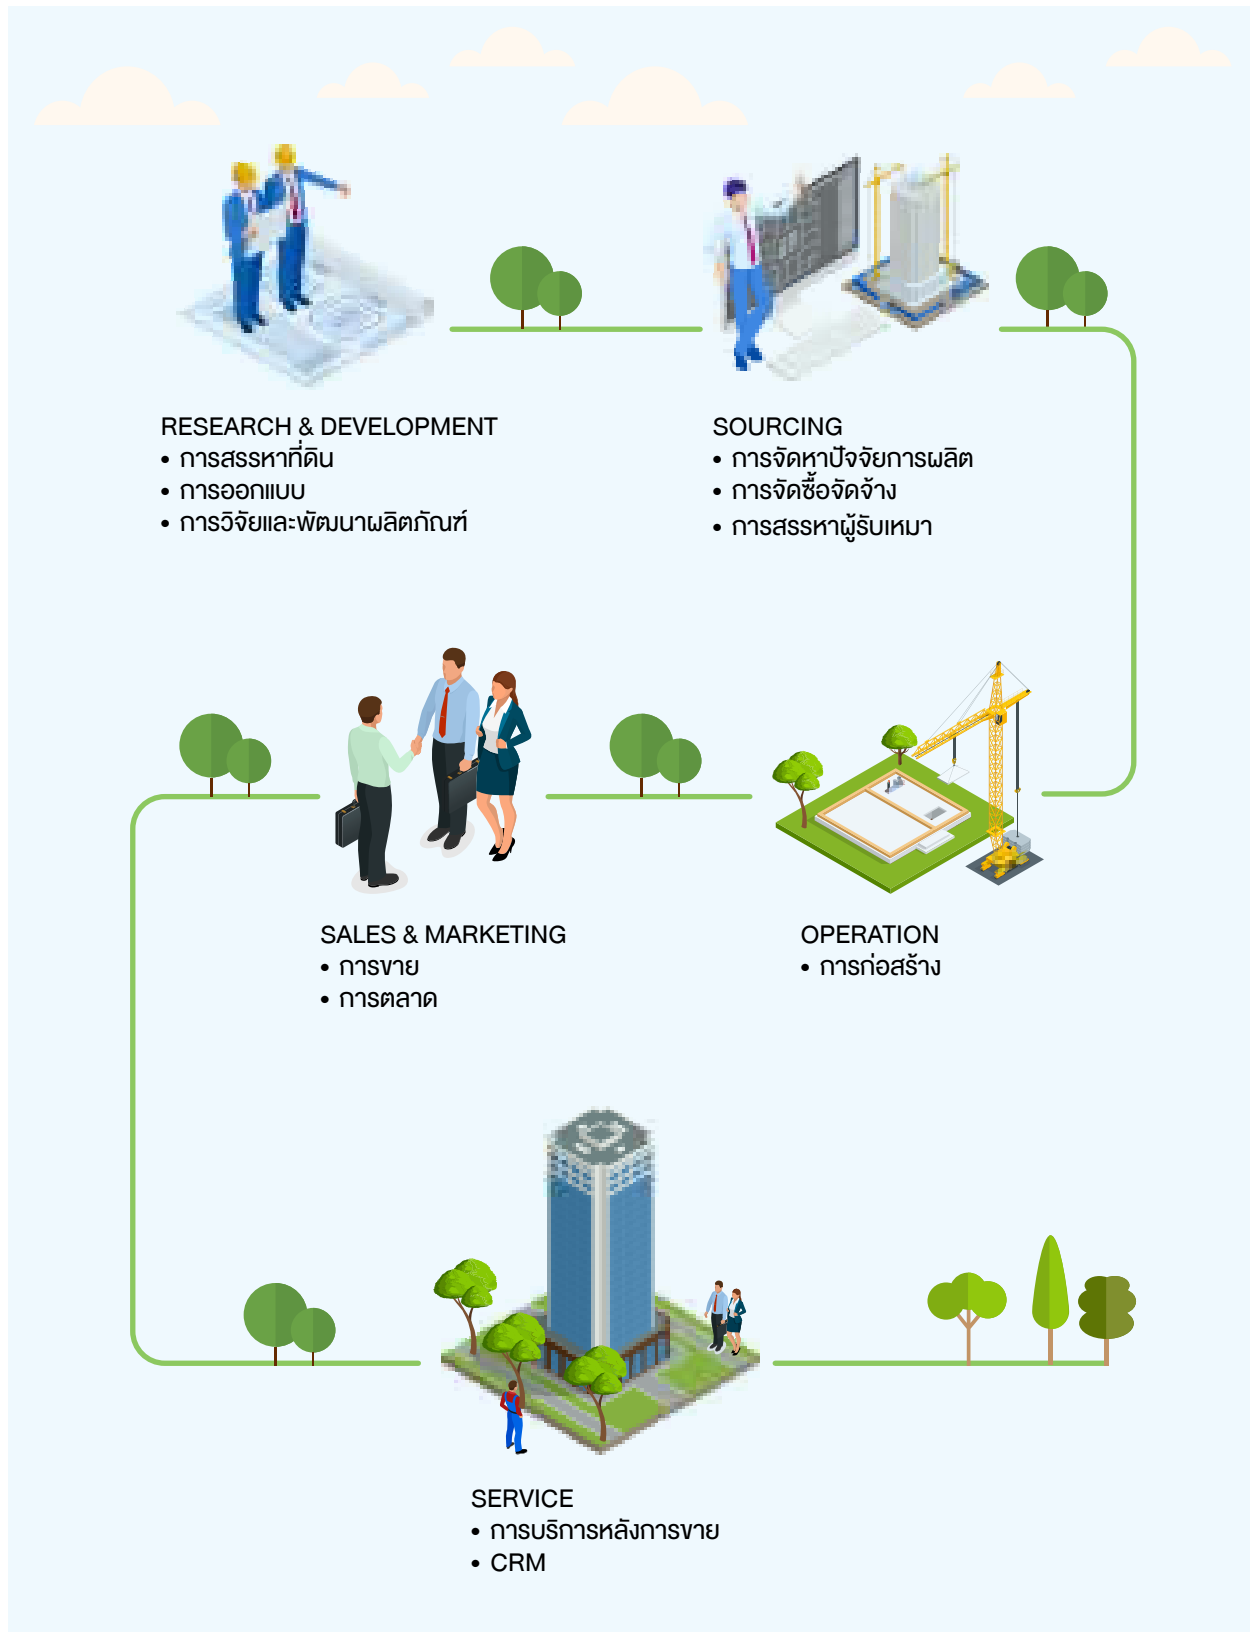 RESEARCH & DEVELOPMENT
• การสรรหาที่ดิน
• การออกแบบ
• การวิจัยและพัฒนาผลิตภัณฑ์
SOURCING
• การจัดหาปัจจัยการผลิต
• การจัดซื้อจัดจ้าง
• การสรรหาผู้รับเหมา
SALES & MARKETING
• การขาย
• การตลาด
OPERATION
• การก่อสร้าง
SERVICE
• การบริการหลังการขาย
• CRM